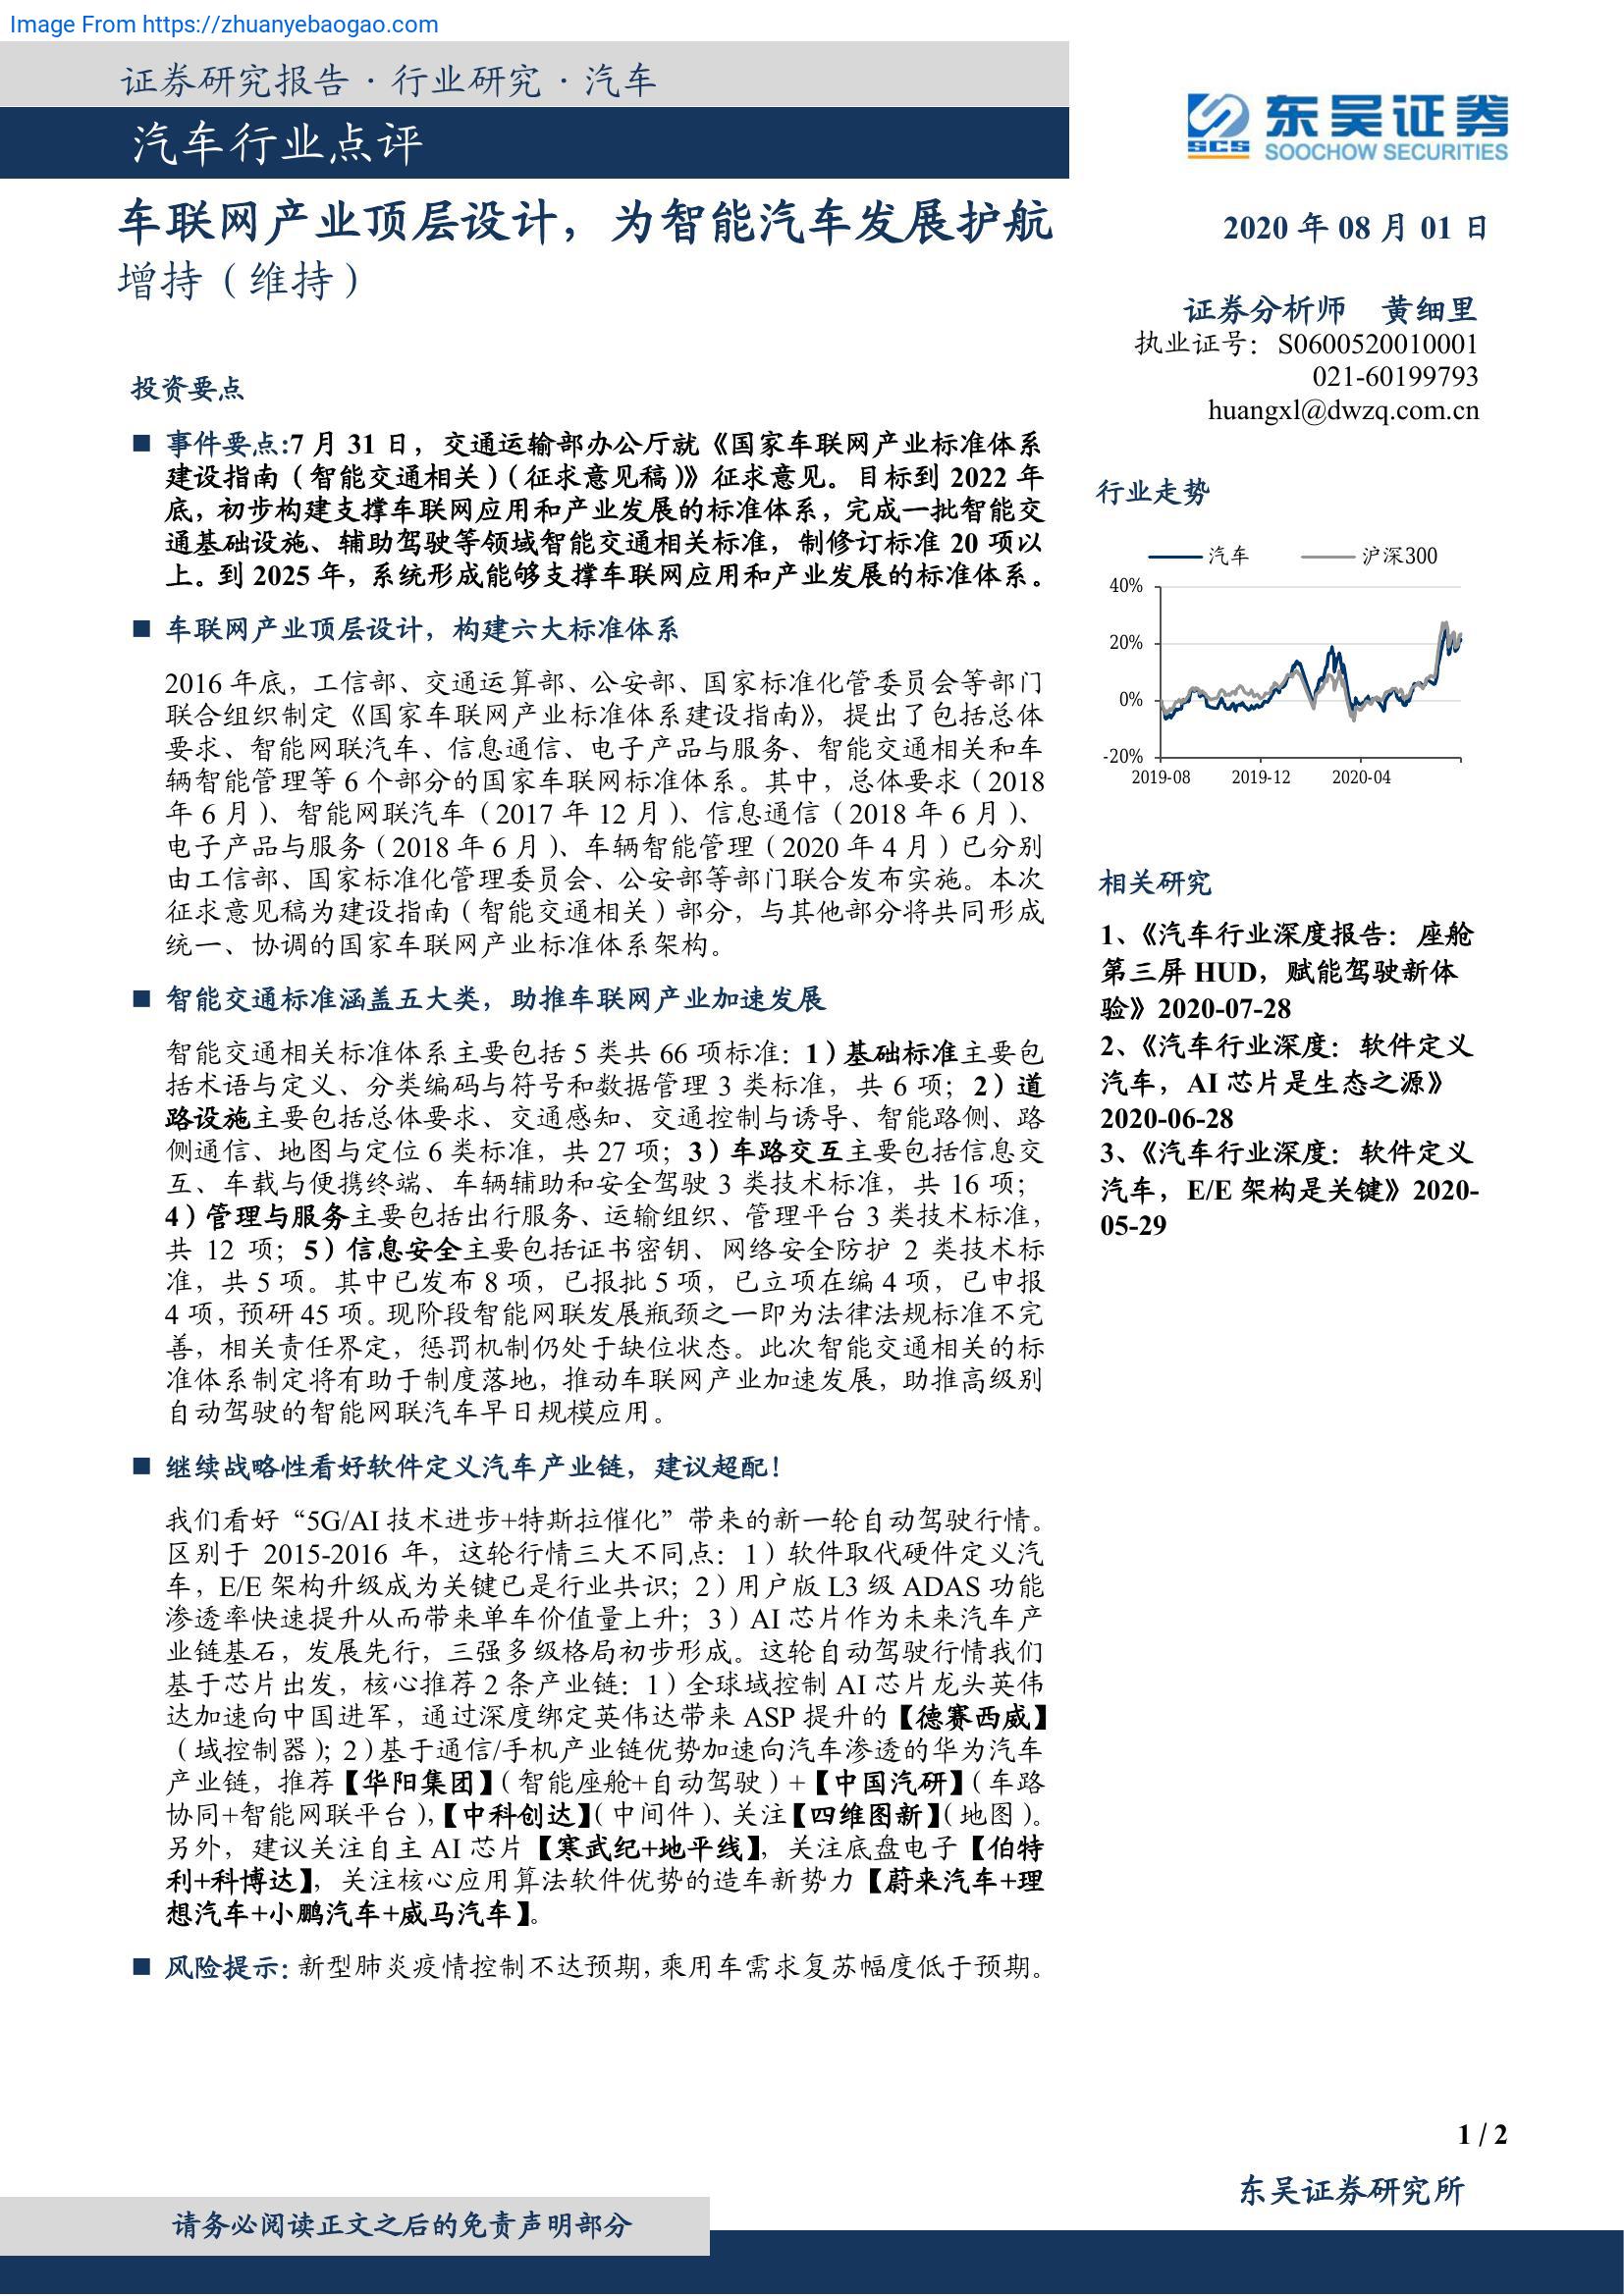 Image From https://zhuanyebaogao.com
证券研究报告·行业研究·汽车
汽车行业点评
东吴证券
SCS SOOCHOW SECURITIES
车联网产业顶层设计，为智能汽车发展护航
增持（维持）
2020 年 08 月 01 日
证券分析师 黄细里
执业证号：S0600520010001
021-60199793
huangxl@dwzq.com.cn
投资要点
■ 事件要点:7 月 31 日，交通运输部办公厅就《国家车联网产业标准体系
建设指南（智能交通相关）（征求意见稿）》征求意见。目标到 2022 年
底，初步构建支撑车联网应用和产业发展的标准体系，完成一批智能交
通基础设施、辅助驾驶等领域智能交通相关标准，制修订标准 20 项以
上。到 2025 年，系统形成能够支撑车联网应用和产业发展的标准体系。
■ 车联网产业顶层设计，构建六大标准体系
2016 年底，工信部、交通运算部、公安部、国家标准化管委员会等部门
联合组织制定《国家车联网产业标准体系建设指南》，提出了包括总体
要求、智能网联汽车、信息通信、电子产品与服务、智能交通相关和车
辆智能管理等 6 个部分的国家车联网标准体系。其中，总体要求（2018
年 6 月）、智能网联汽车（2017 年 12 月）、信息通信（2018 年 6 月）、
电子产品与服务（2018 年 6 月）、车辆智能管理（2020 年 4 月）已分别
由工信部、国家标准化管理委员会、公安部等部门联合发布实施。本次
征求意见稿为建设指南（智能交通相关）部分，与其他部分将共同形成
统一、协调的国家车联网产业标准体系架构。
■ 智能交通标准涵盖五大类，助推车联网产业加速发展
智能交通相关标准体系主要包括 5 类共 66 项标准：1）基础标准主要包
括术语与定义、分类编码与符号和数据管理 3 类标准，共 6 项；2）道
路设施主要包括总体要求、交通感知、交通控制与诱导、智能路侧、路
侧通信、地图与定位 6 类标准，共 27 项；3）车路交互主要包括信息交
互、车载与便携终端、车辆辅助和安全驾驶 3 类技术标准，共 16 项；
4）管理与服务主要包括出行服务、运输组织、管理平台 3 类技术标准，
共 12 项；5）信息安全主要包括证书密钥、网络安全防护 2 类技术标
准，共 5 项。其中已发布 8 项，已报批 5 项，已立项在编 4 项，已申报
4 项，预研 45 项。现阶段智能网联发展瓶颈之一即为法律法规标准不完
善，相关责任界定，惩罚机制仍处于缺位状态。此次智能交通相关的标
准体系制定将有助于制度落地，推动车联网产业加速发展，助推高级别
自动驾驶的智能网联汽车早日规模应用。
■ 继续战略性看好软件定义汽车产业链，建议超配！
我们看好“5G/AI 技术进步+特斯拉催化”带来的新一轮自动驾驶行情。
区别于 2015-2016 年，这轮行情三大不同点：1）软件取代硬件定义汽
车，E/E 架构升级成为关键已是行业共识；2）用户版 L3 级 ADAS 功能
渗透率快速提升从而带来单车价值量上升；3）AI 芯片作为未来汽车产
业链基石，发展先行，三强多级格局初步形成。这轮自动驾驶行情我们
基于芯片出发，核心推荐 2 条产业链：1）全球域控制 AI 芯片龙头英伟
达加速向中国进军，通过深度绑定英伟达带来 ASP 提升的【德赛西威】
（域控制器）；2）基于通信/手机产业链优势加速向汽车渗透的华为汽车
产业链，推荐【华阳集团】（智能座舱+自动驾驶）+【中国汽研】（车路
协同+智能网联平台），【中科创达】（中间件）、关注【四维图新】（地图）。
另外，建议关注自主 AI 芯片【寒武纪+地平线】，关注底盘电子【伯特
利+科博达】，关注核心应用算法软件优势的造车新势力【蔚来汽车+理
想汽车+小鹏汽车+威马汽车】。
■ 风险提示：新型肺炎疫情控制不达预期，乘用车需求复苏幅度低于预期。
行业走势
汽车 沪深300
40%
20%
0%
-20%
2019-08 2019-12 2020-04
相关研究
1、《汽车行业深度报告：座舱
第三屏 HUD，赋能驾驶新体
验》2020-07-28
2、《汽车行业深度：软件定义
汽车，AI 芯片是生态之源》
2020-06-28
3、《汽车行业深度：软件定义
汽车，E/E 架构是关键》2020-
05-29
1 / 2
东吴证券研究所
请务必阅读正文之后的免责声明部分